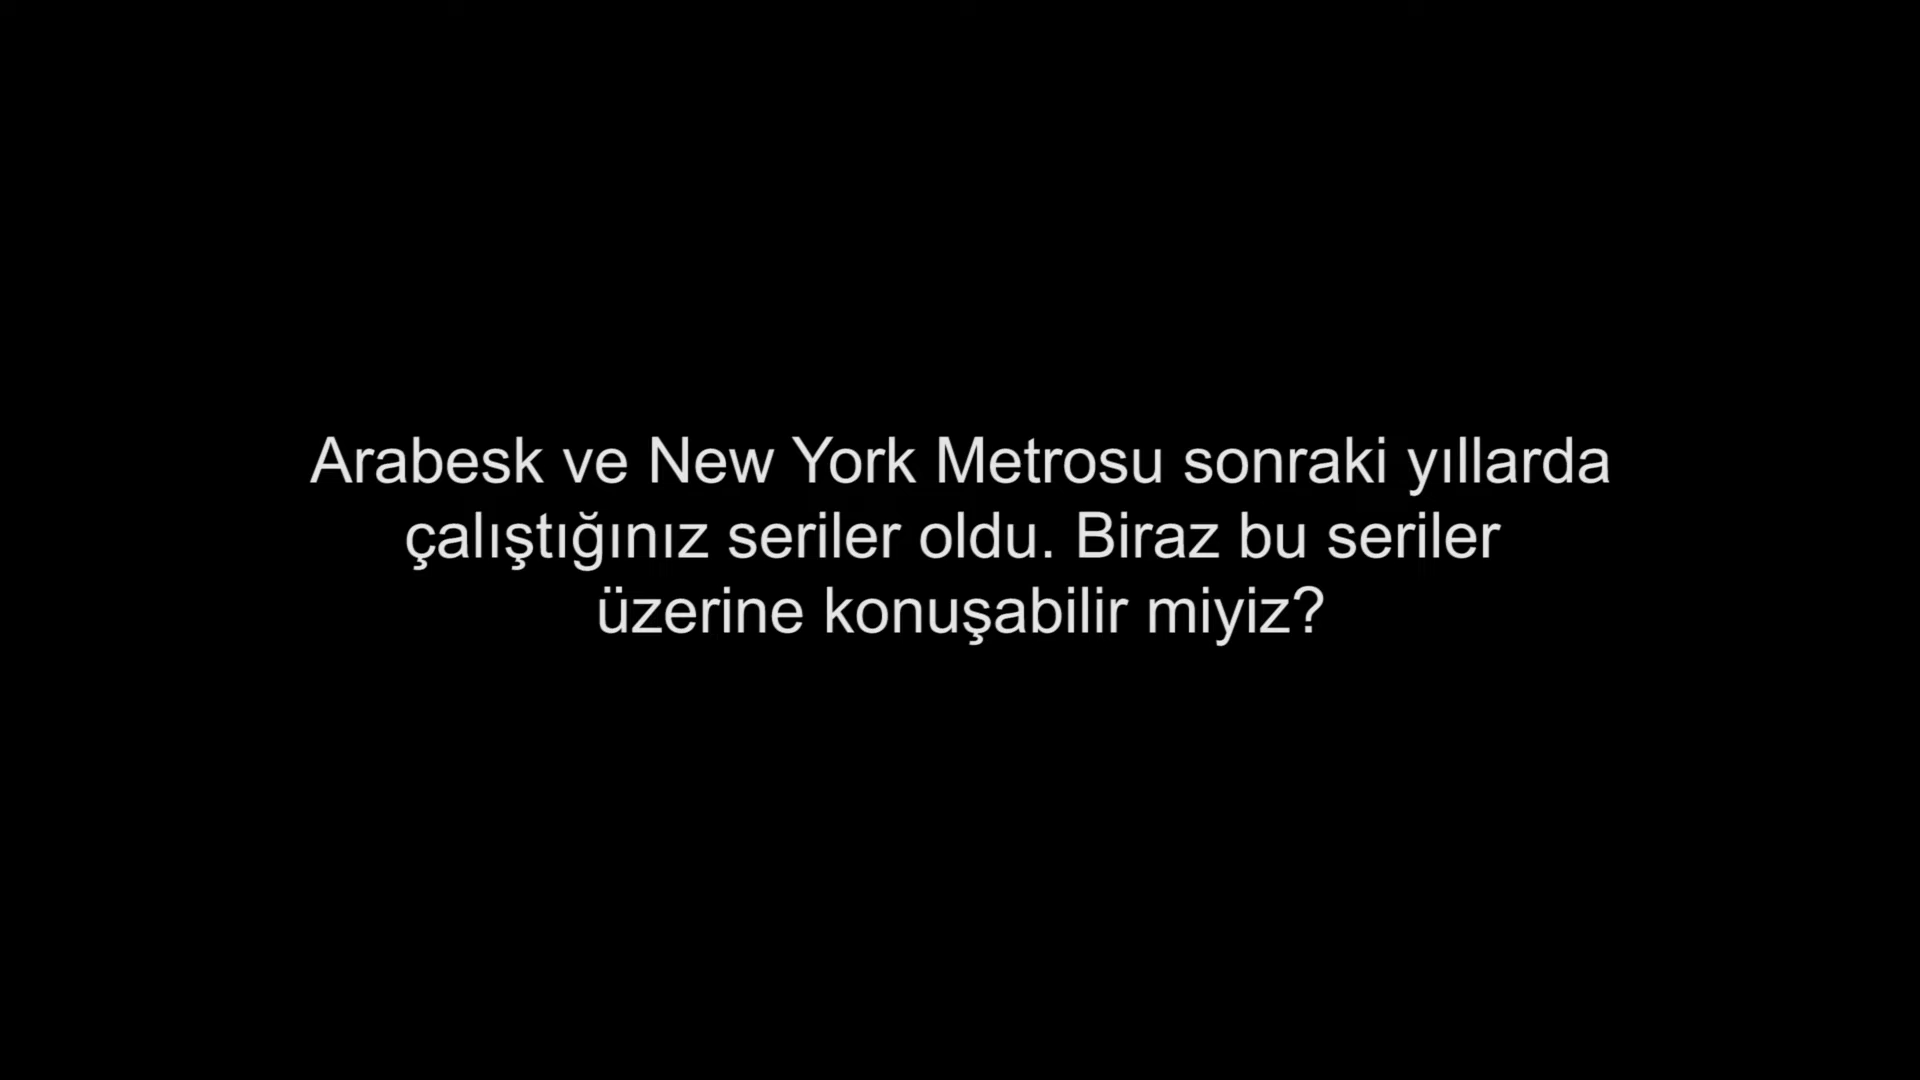 Arabesk ve New York Metrosu sonraki yıllarda
çalıştığınız seriler oldu. Biraz bu seriler
üzerine konuşabilir miyiz?